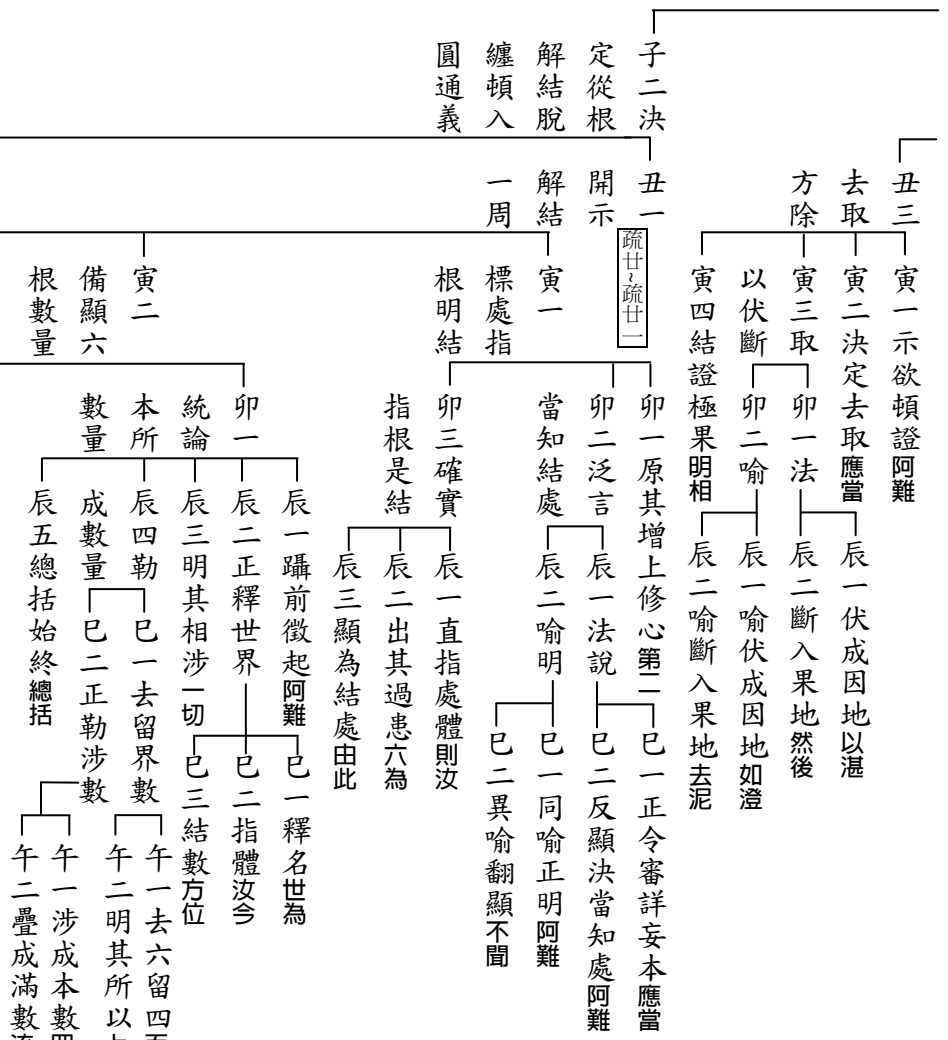 丑三去取方除
寅一示欲頓證阿難
寅二決定去取應當
寅三取以伏斷
卯一法
辰一伏成因地以湛
辰二斷入果地然後
卯二喻
辰一喻伏成因地如澄
辰二喻斷入果地去泥
寅四結證極果明相
子二決定從根解結脫纏頓入圓通義
丑一開示解結一周
疏廿~疏廿一
寅一標處指根明結
卯一原其增上修心第二
卯二泛言當知結處
辰一法說
巳一正令審詳妄本應當
巳二反顯決當知處阿難
辰二喻明
巳一同喻正明阿難
巳二異喻翻顯不聞
卯三確實指根是結
辰一直指處體則汝
辰二出其過患六為
辰三顯為結處由此
寅二備顯六根數量
卯一統論本所數量
辰一躡前徵起阿難
辰二正釋世界
巳一釋名世為
巳二指體汝今
巳三結數方位
辰三明其相涉一切
辰四勒成數量
巳一去留界數
午一去六留四
午二明其所以
巳二正勒涉數
午一涉成本數
午二疊成滿數
辰五總括始終總括